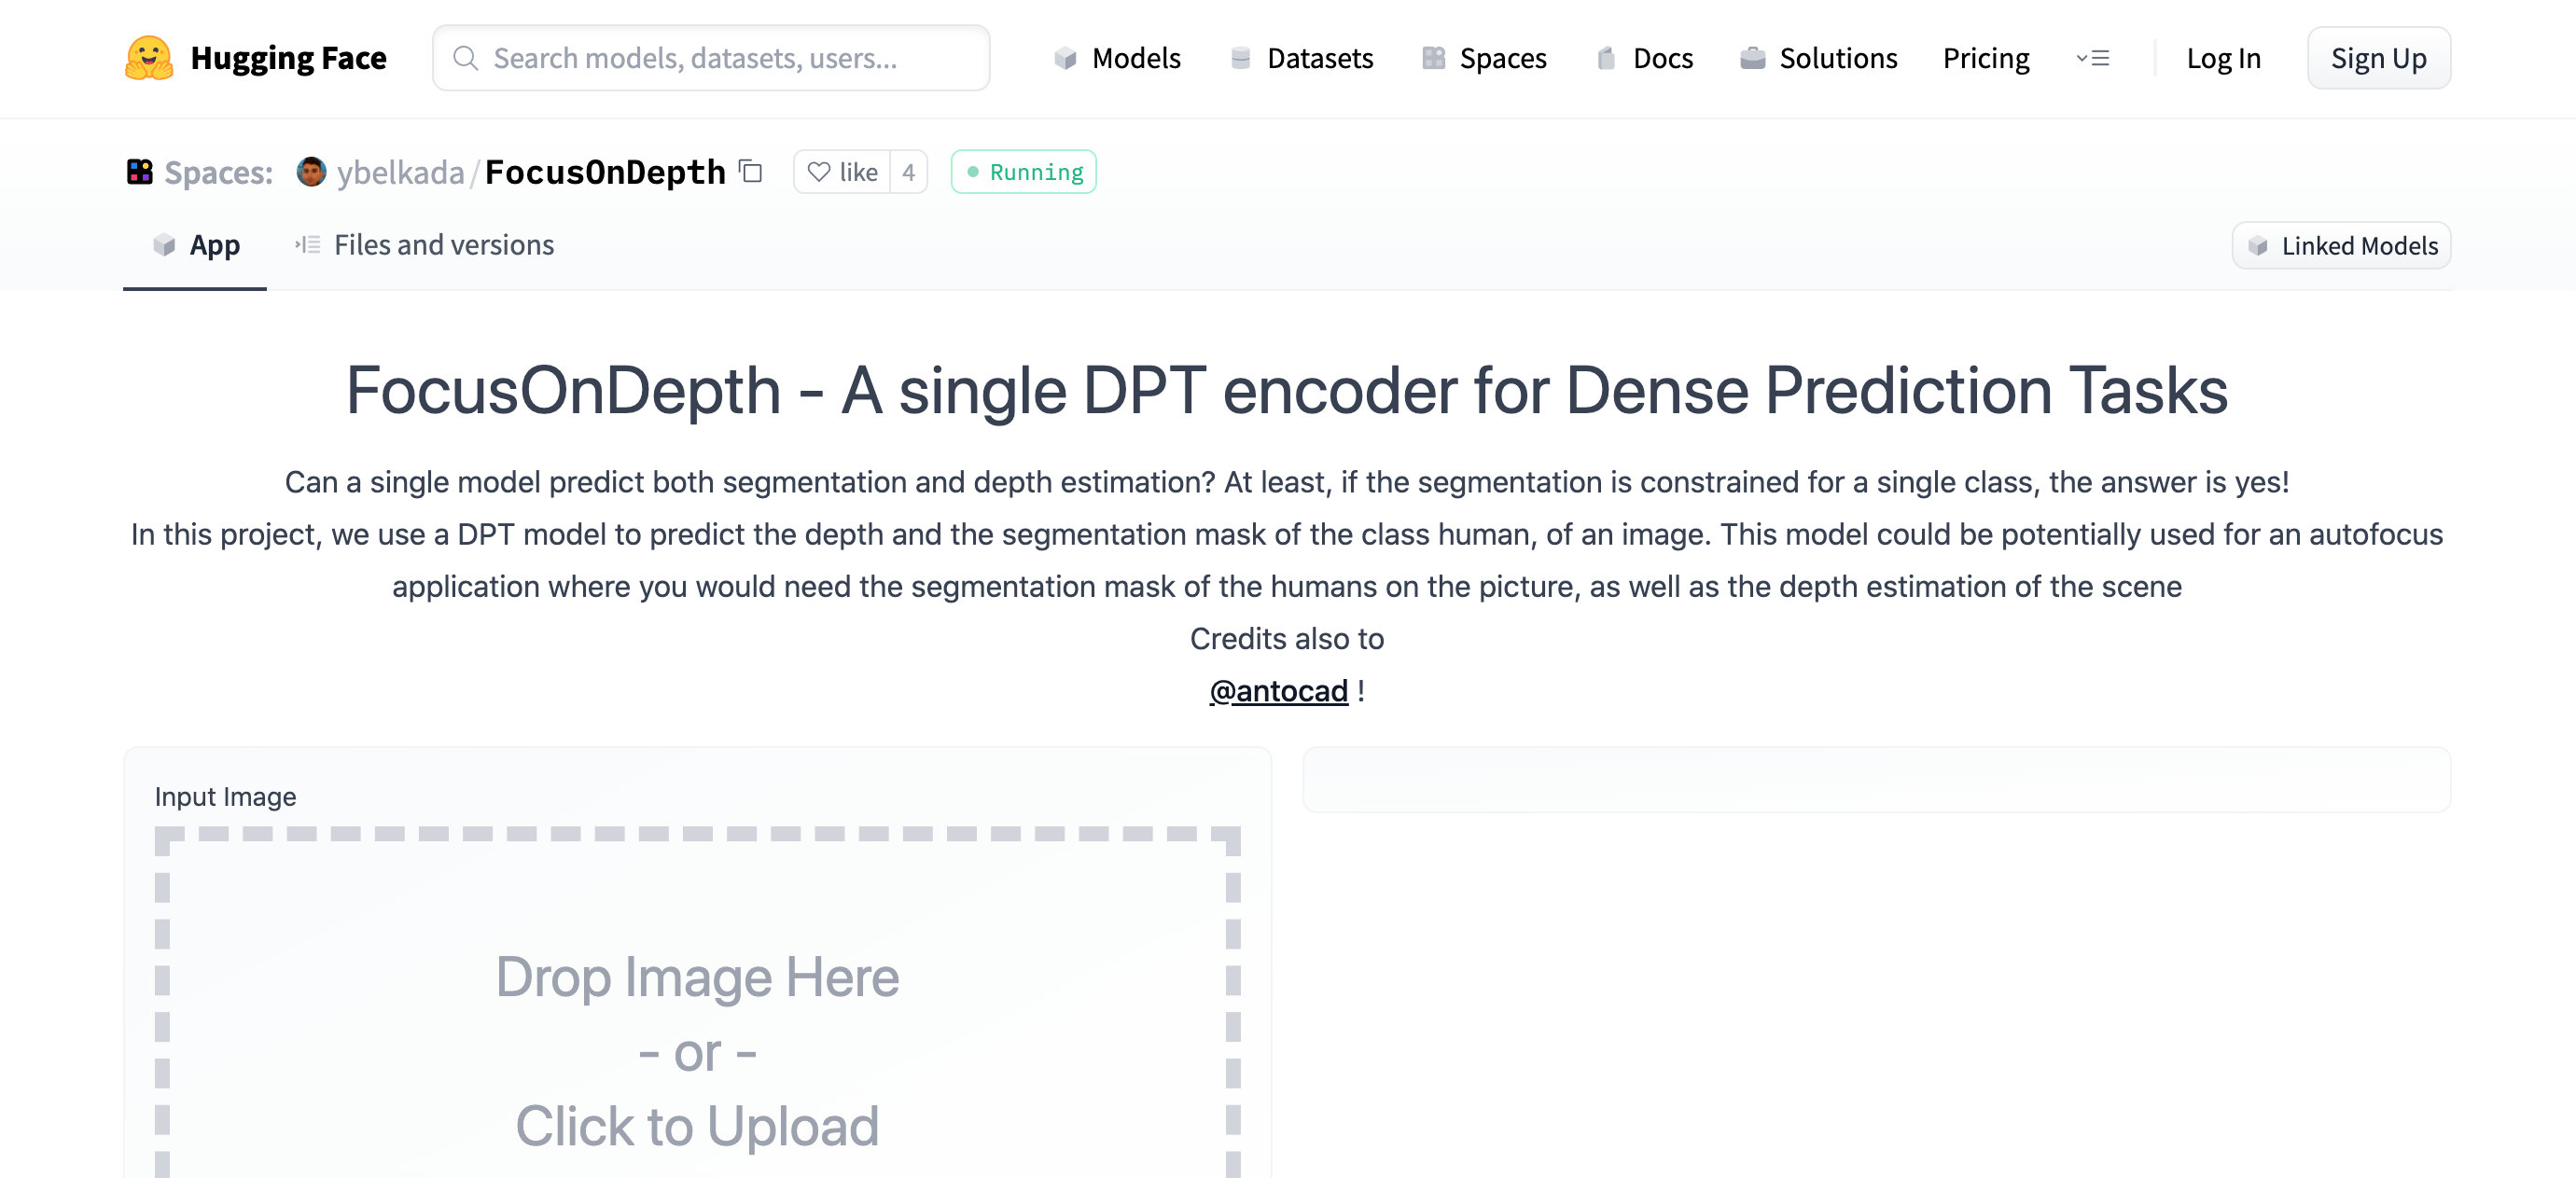 Hugging Face
Search models, datasets, users...
Models
Datasets
Spaces
Docs
Solutions
Pricing
Log In
Sign Up
Spaces: ybelkada/FocusOnDepth
like 4
Running
App
Files and versions
Linked Models
FocusOnDepth - A single DPT encoder for Dense Prediction Tasks
Can a single model predict both segmentation and depth estimation? At least, if the segmentation is constrained for a single class, the answer is yes!
In this project, we use a DPT model to predict the depth and the segmentation mask of the class human, of an image. This model could be potentially used for an autofocus
application where you would need the segmentation mask of the humans on the picture, as well as the depth estimation of the scene
Credits also to
@antocad !
Input Image
Drop Image Here
- or -
Click to Upload